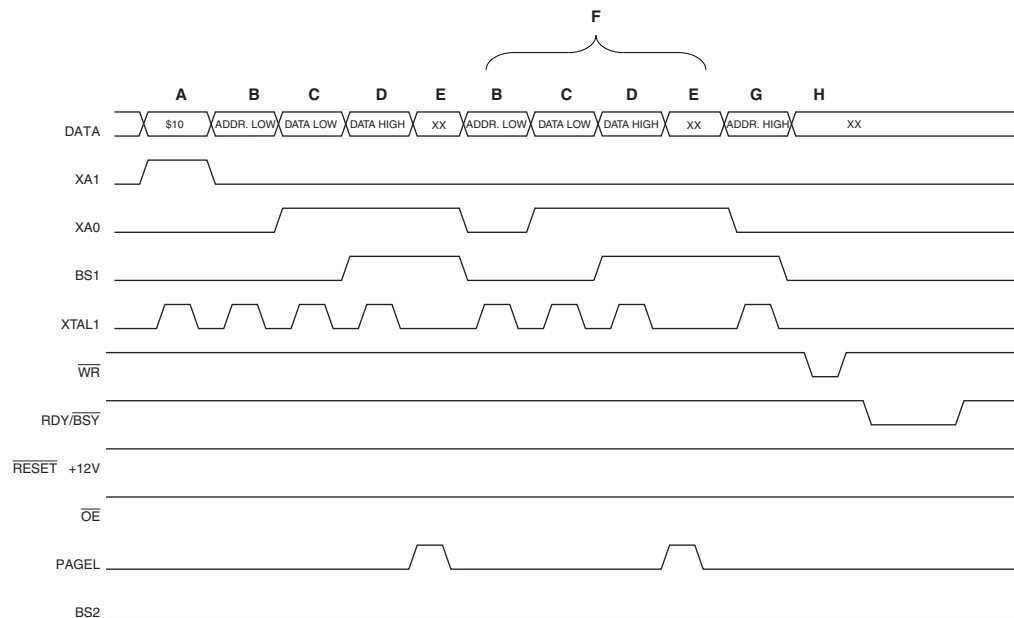 F
A B C D E B C D E G H
DATA $10 ADDR. LOW DATA LOW DATA HIGH XX ADDR. LOW DATA LOW DATA HIGH XX ADDR. HIGH XX
XA1
XA0
BS1
XTAL1
WR
RDY/BSY
RESET +12V
OE
PAGEL
BS2